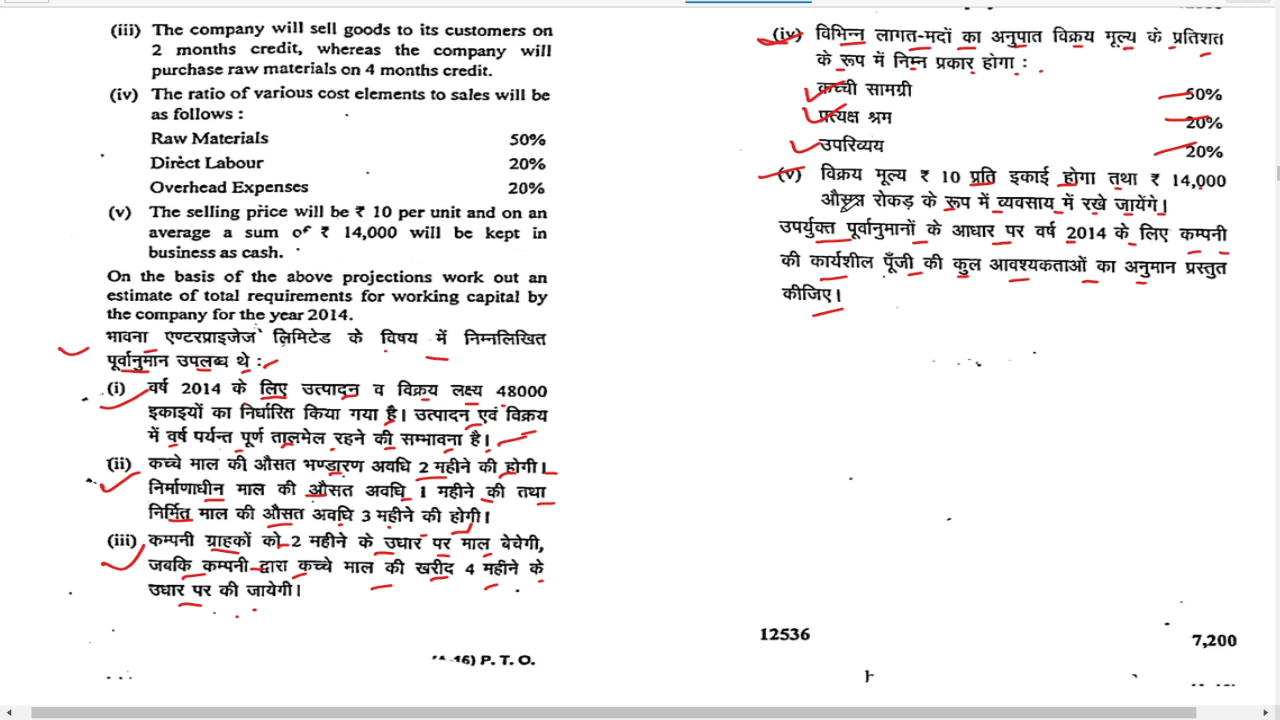 (iii) The company will sell goods to its customers on
2 months credit, whereas the company will
purchase raw materials on 4 months credit.
(iv) The ratio of various cost elements to sales will be
as follows :
Raw Materials 50%
Direct Labour 20%
Overhead Expenses 20%
(v) The selling price will be ₹ 10 per unit and on an
average a sum of ₹ 14,000 will be kept in
business as cash.
On the basis of the above projections work out an
estimate of total requirements for working capital by
the company for the year 2014.
भावना एण्टरप्राइजेज लिमिटेड के विषय में निम्नलिखित
पूर्वानुमान उपलब्ध थे :
(i) वर्ष 2014 के लिए उत्पादन व विक्रय लक्ष्य 48000
इकाइयों का निर्धारित किया गया है। उत्पादन एवं विक्रय
में वर्ष पर्यन्त पूर्ण तालमेल रहने की सम्भावना है।
(ii) कच्चे माल की औसत भण्डारण अवधि 2 महीने की होगी।
निर्माणाधीन माल की औसत अवधि 1 महीने की तथा
निर्मित माल की औसत अवधि 3 महीने की होगी।
(iii) कम्पनी ग्राहकों को 2 महीने के उधार पर माल बेचेगी,
जबकि कम्पनी द्वारा कच्चे माल की खरीद 4 महीने के
उधार पर की जायेगी।
16) P. T. O.
(iv) विभिन्न लागत-मदों का अनुपात विक्रय मूल्य के प्रतिशत
के रूप में निम्न प्रकार होगा :
कच्ची सामग्री 50%
प्रत्यक्ष श्रम 20%
उपरिव्यय 20%
(v) विक्रय मूल्य ₹ 10 प्रति इकाई होगा तथा ₹ 14,000
औसत रोकड़ के रूप में व्यवसाय में रखे जायेंगे।
उपर्युक्त पूर्वानुमानों के आधार पर वर्ष 2014 के लिए कम्पनी
की कार्यशील पूँजी की कुल आवश्यकताओं का अनुमान प्रस्तुत
कीजिए।
12536 7,200